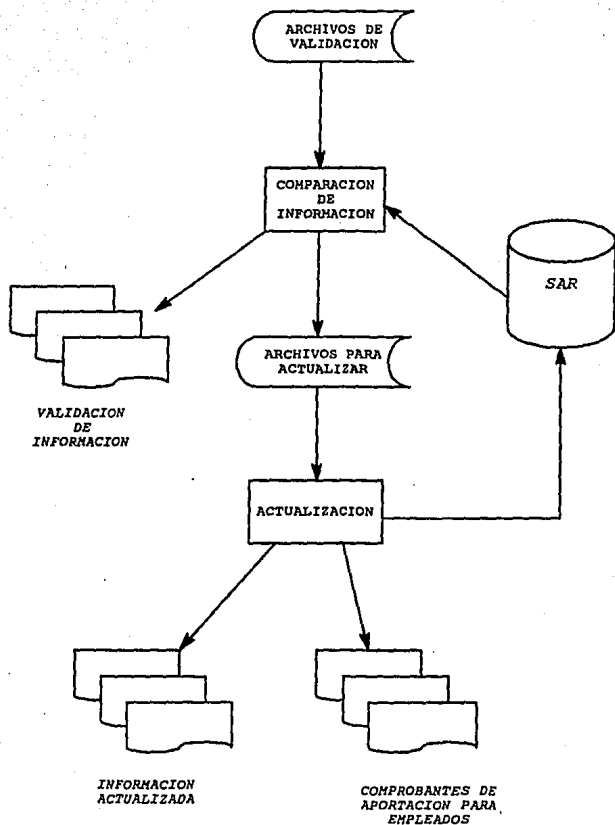 ARCHIVOS DE
VALIDACION
COMPARACION
DE
INFORMACION
SAR
ARCHIVOS PARA
ACTUALIZAR
VALIDACION
DE
INFORMACION
ACTUALIZACION
INFORMACION
ACTUALIZADA
COMPROBANTES DE
APORTACION PARA
EMPLEADOS